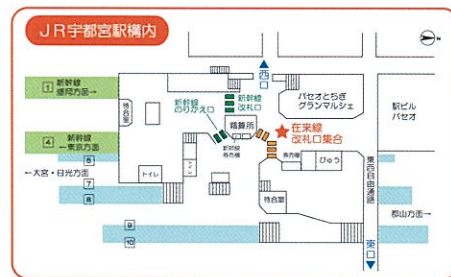 JR宇都宮駅構内
西口
新幹線
のりかえ口
新幹線
改札口
パセオとちぎ
グランマルシェ
駅ビル
パセオ
1 新幹線
盛岡方面→
待合室
精算所
在来線
改札口集合
4 新幹線
←東京方面
新幹線
券売機
券売機
びゅう
東西自由通路
5
←大宮・日光方面
7
8
トイレ
トイレ
待合室
郡山方面→
9
10
東口